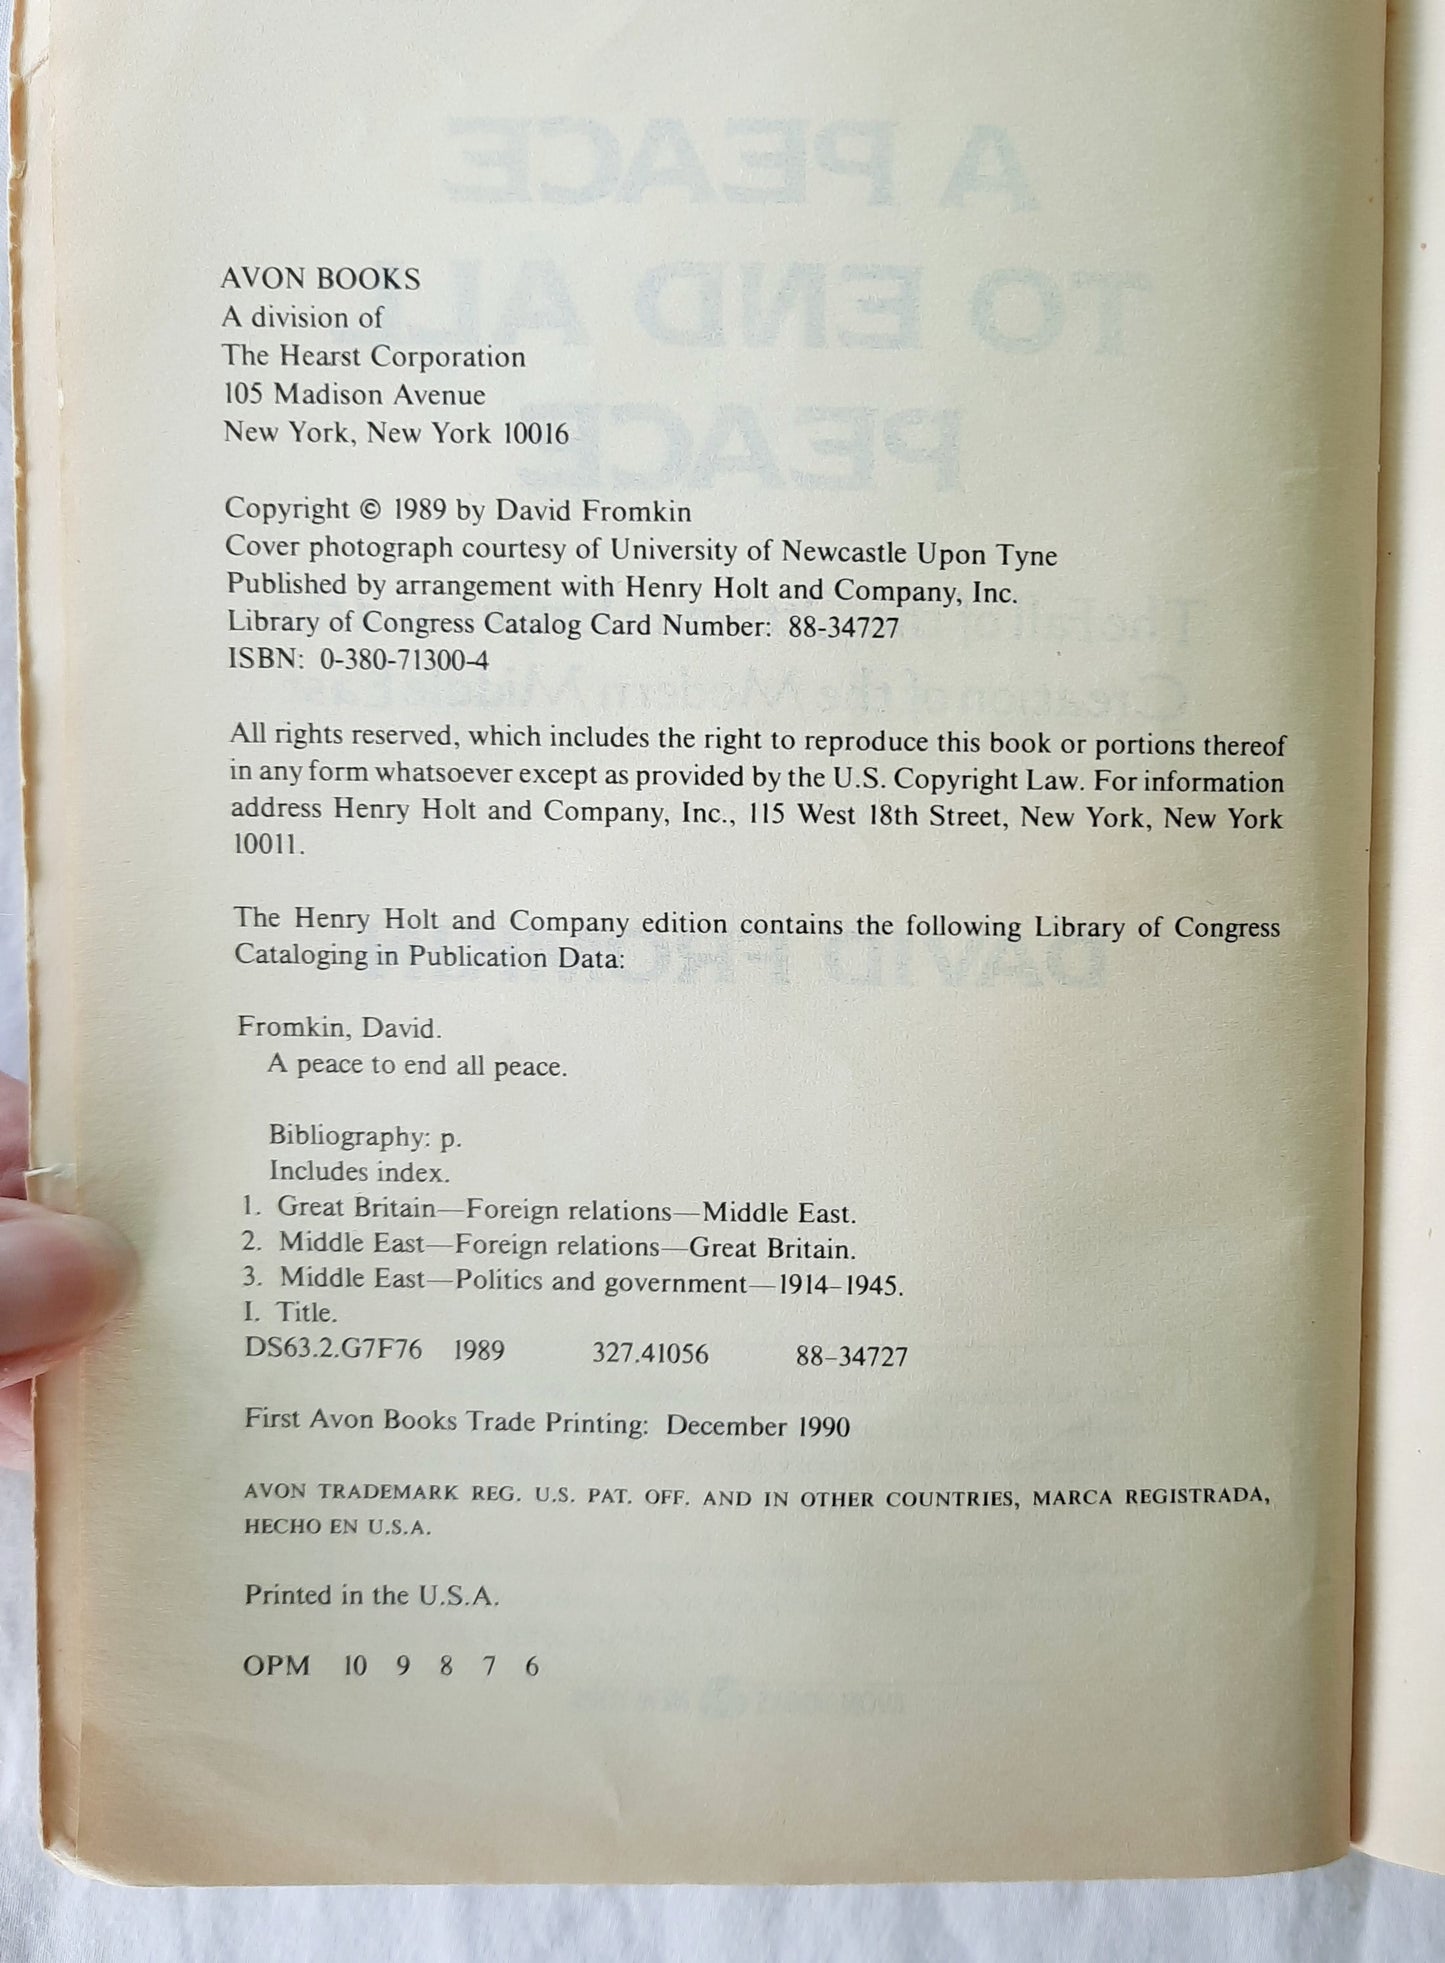 AVON BOOKS
A division of
The Hearst Corporation
105 Madison Avenue
New York, New York 10016
Copyright © 1989 by David Fromkin
Cover photograph courtesy of University of Newcastle Upon Tyne
Published by arrangement with Henry Holt and Company, Inc.
Library of Congress Catalog Card Number: 88-34727
ISBN: 0-380-71300-4
All rights reserved, which includes the right to reproduce this book or portions thereof
in any form whatsoever except as provided by the U.S. Copyright Law. For information
address Henry Holt and Company, Inc., 115 West 18th Street, New York, New York
10011.
The Henry Holt and Company edition contains the following Library of Congress
Cataloging in Publication Data:
Fromkin, David.
A peace to end all peace.
Bibliography: p.
Includes index.
1. Great Britain—Foreign relations—Middle East.
2. Middle East—Foreign relations—Great Britain.
3. Middle East—Politics and government—1914–1945.
I. Title.
DS63.2.G7F76 1989 327.41056 88–34727
First Avon Books Trade Printing: December 1990
AVON TRADEMARK REG. U.S. PAT. OFF. AND IN OTHER COUNTRIES, MARCA REGISTRADA,
HECHO EN U.S.A.
Printed in the U.S.A.
OPM 10 9 8 7 6